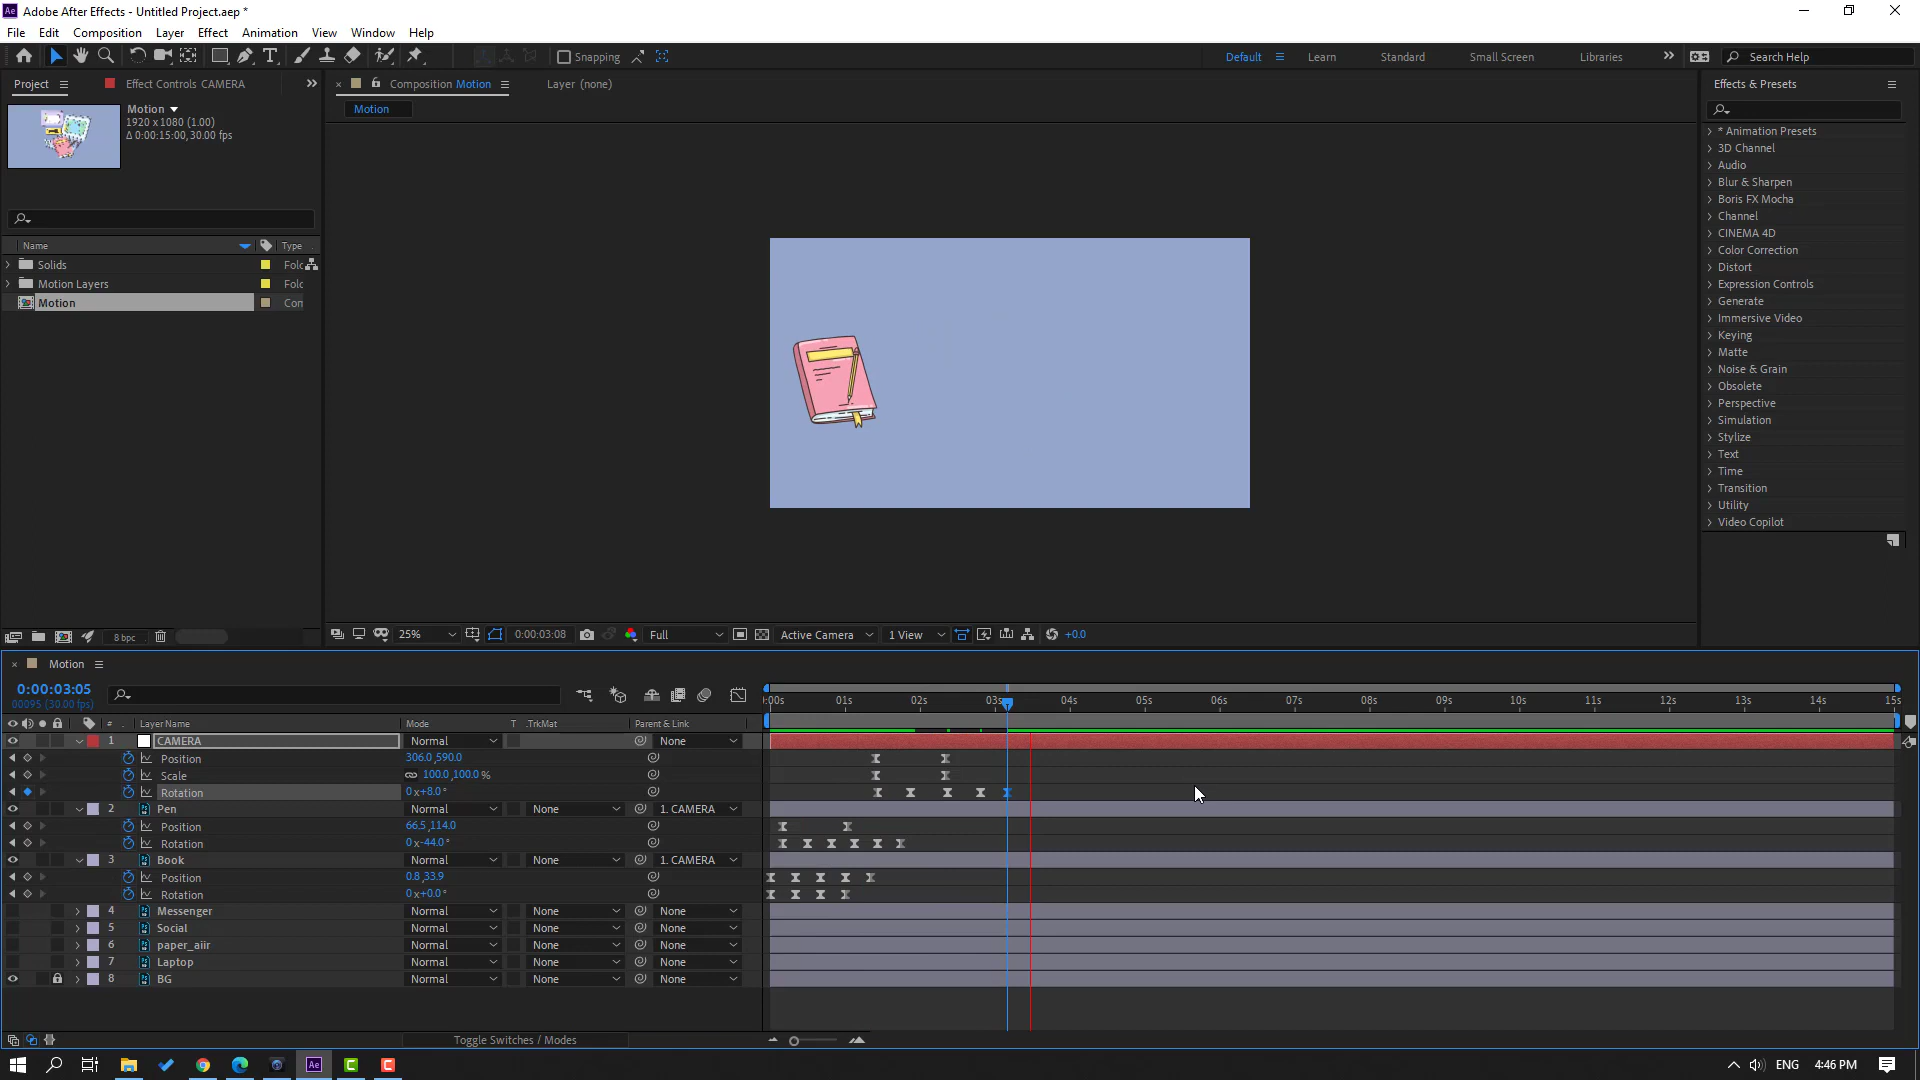 Ae Adobe After Effects - Untitled Project.aep *
File Edit Composition Layer Effect Animation View Window Help
Snapping
Default Learn Standard Small Screen Libraries Search Help
Project Effect Controls CAMERA
Composition Motion Layer (none)
Effects & Presets
Motion
1920 x 1080 (1.00)
Δ 0:00:15:00, 30.00 fps
Motion
* Animation Presets
3D Channel
Audio
Blur & Sharpen
Boris FX Mocha
Channel
CINEMA 4D
Color Correction
Distort
Expression Controls
Generate
Immersive Video
Keying
Matte
Noise & Grain
Obsolete
Perspective
Simulation
Stylize
Text
Time
Transition
Utility
Video Copilot
Name Type
Solids Folc
Motion Layers Folc
Motion Con
8 bpc
25% 0:00:03:08 Full Active Camera 1 View +0.0
Motion
0:00:03:05
00095 (30.00 fps)
:00s 01s 02s 03s 04s 05s 06s 07s 08s 09s 10s 11s 12s 13s 14s 15s
# Layer Name Mode T .TrkMat Parent & Link
1 CAMERA Normal None
Position 306.0,590.0
Scale 100.0,100.0 %
Rotation 0 x+8.0°
2 Pen Normal None 1. CAMERA
Position 66.5,114.0
Rotation 0 x-44.0°
3 Book Normal None 1. CAMERA
Position 0.8,33.9
Rotation 0 x+0.0°
4 Messenger Normal None None
5 Social Normal None None
6 paper_aiir Normal None None
7 Laptop Normal None None
8 BG Normal None None
Toggle Switches / Modes
Ae C C ENG 4:46 PM